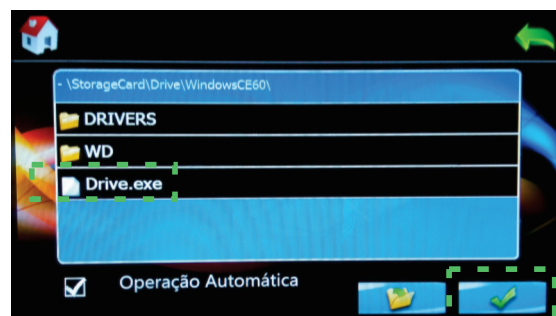 - \StorageCard\Drive\WindowsCE60\
DRIVERS
WD
Drive.exe
Operação Automática